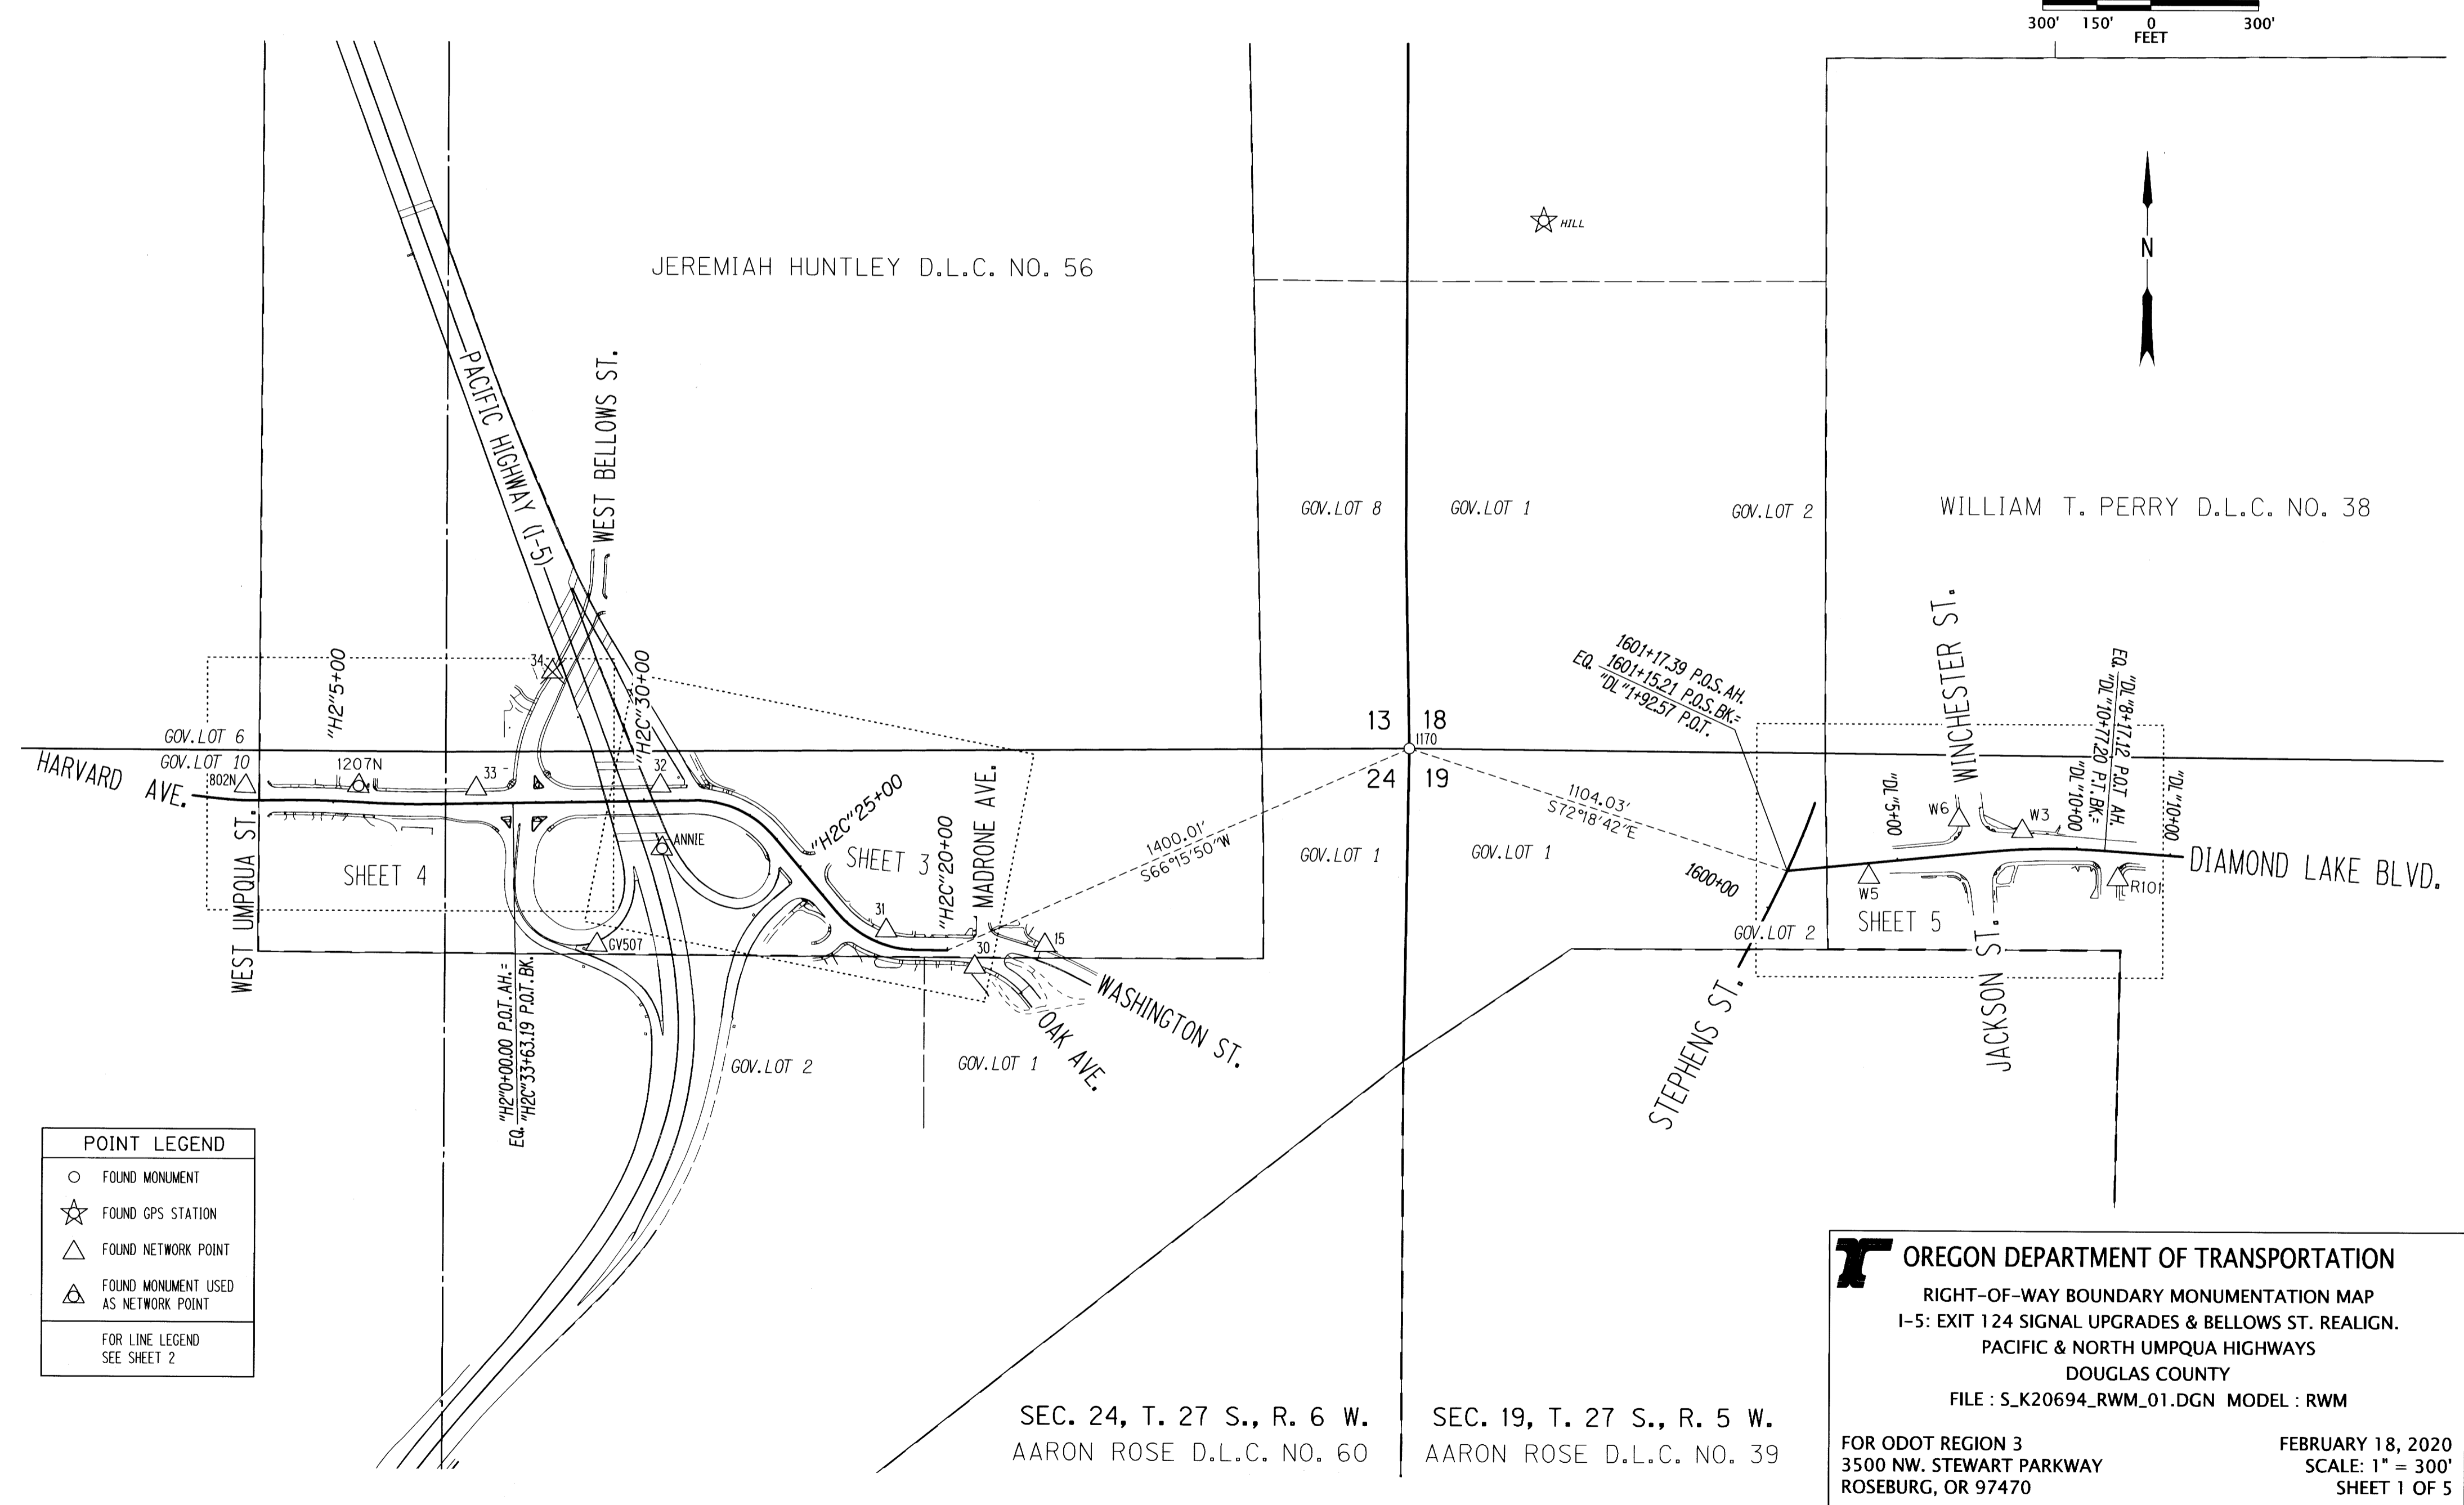 300' 150' 0 300'
FEET
HILL
N
JEREMIAH HUNTLEY D.L.C. NO. 56
PACIFIC HIGHWAY (I-5)
WEST BELLOWS ST.
GOV. LOT 8
GOV. LOT 1
GOV. LOT 2
WILLIAM T. PERRY D.L.C. NO. 38
WINCHESTER ST.
1601+17.39 P.O.S. AH.
EQ. 1601+15.21 P.O.S. BK.=
"DL"1+92.57 P.O.T.
"DL"8+17.12 P.O.T AH.
EQ. "DL"10+77.20 P.T. BK.=
"DL"10+00
"DL"10+00
"DL"5+00
34
"H2"5+00
"H2C"30+00
13 18
1170
24 19
GOV. LOT 6
GOV. LOT 10
HARVARD AVE.
802N
1207N
33
32
ANNIE
"H2C"25+00
SHEET 3
"H2C"20+00
MADRONE AVE.
1400.01'
S66°15'50"W
1104.03'
S72°18'42"E
GOV. LOT 1
GOV. LOT 1
1600+00
GOV. LOT 2
W6
W3
W5
R101
DIAMOND LAKE BLVD.
SHEET 5
SHEET 4
WEST UMPQUA ST.
GV507
31
30
15
WASHINGTON ST.
OAK AVE.
STEPHENS ST.
JACKSON ST.
"H2"0+00.00 P.O.T. AH.=
EQ. "H2C"33+63.19 P.O.T. BK.
GOV. LOT 2
GOV. LOT 1
POINT LEGEND
FOUND MONUMENT
FOUND GPS STATION
FOUND NETWORK POINT
FOUND MONUMENT USED
AS NETWORK POINT
FOR LINE LEGEND
SEE SHEET 2
SEC. 24, T. 27 S., R. 6 W.
AARON ROSE D.L.C. NO. 60
SEC. 19, T. 27 S., R. 5 W.
AARON ROSE D.L.C. NO. 39
OREGON DEPARTMENT OF TRANSPORTATION
RIGHT-OF-WAY BOUNDARY MONUMENTATION MAP
I-5: EXIT 124 SIGNAL UPGRADES & BELLOWS ST. REALIGN.
PACIFIC & NORTH UMPQUA HIGHWAYS
DOUGLAS COUNTY
FILE : S_K20694_RWM_01.DGN MODEL : RWM
FOR ODOT REGION 3
3500 NW. STEWART PARKWAY
ROSEBURG, OR 97470
FEBRUARY 18, 2020
SCALE: 1" = 300'
SHEET 1 OF 5